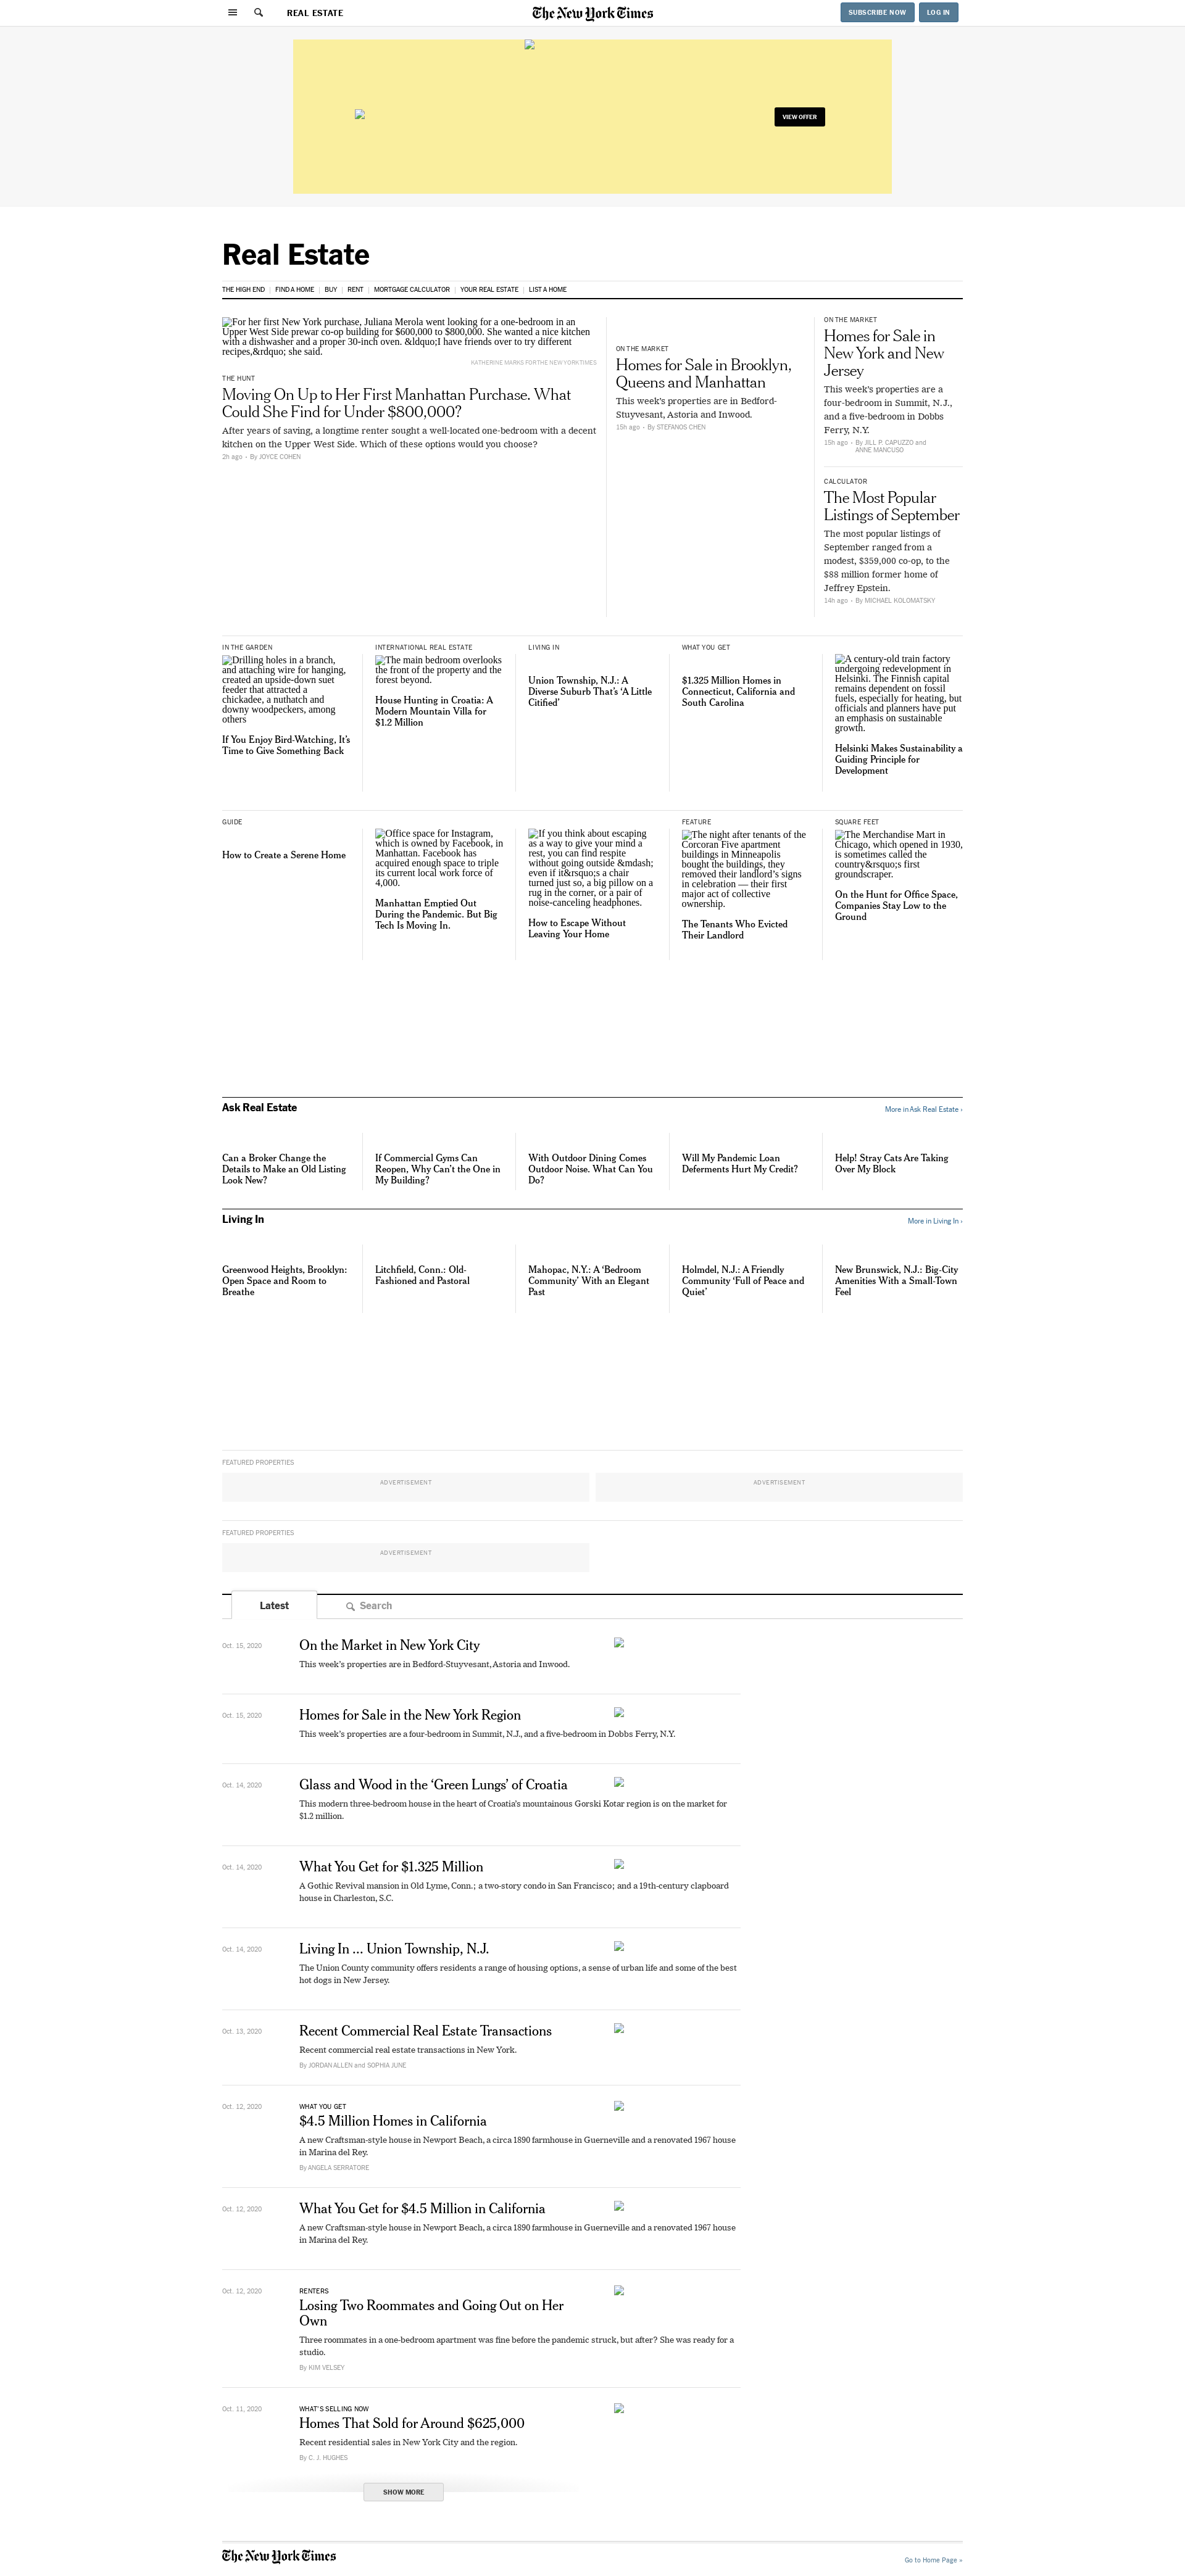 REAL ESTATE
The New York Times
SUBSCRIBE NOW
LOG IN
VIEW OFFER
Real Estate
THE HIGH END
FIND A HOME
BUY
RENT
MORTGAGE CALCULATOR
YOUR REAL ESTATE
LIST A HOME
For her first New York purchase, Juliana Merola went looking for a one-bedroom in an
Upper West Side prewar co-op building for $600,000 to $800,000. She wanted a nice kitchen
with a dishwasher and a proper 30-inch oven. &ldquo;I have friends over to try different
recipes,&rdquo; she said.
KATHERINE MARKS FOR THE NEW YORK TIMES
THE HUNT
Moving On Up to Her First Manhattan Purchase. What
Could She Find for Under $800,000?
After years of saving, a longtime renter sought a well-located one-bedroom with a decent
kitchen on the Upper West Side. Which of these options would you choose?
2h ago • By JOYCE COHEN
ON THE MARKET
Homes for Sale in Brooklyn,
Queens and Manhattan
This week's properties are in Bedford-
Stuyvesant, Astoria and Inwood.
15h ago • By STEFANOS CHEN
ON THE MARKET
Homes for Sale in
New York and New
Jersey
This week's properties are a
four-bedroom in Summit, N.J.,
and a five-bedroom in Dobbs
Ferry, N.Y.
15h ago • By JILL P. CAPUZZO and
ANNE MANCUSO
CALCULATOR
The Most Popular
Listings of September
The most popular listings of
September ranged from a
modest, $359,000 co-op, to the
$88 million former home of
Jeffrey Epstein.
14h ago • By MICHAEL KOLOMATSKY
IN THE GARDEN
Drilling holes in a branch,
and attaching wire for hanging,
created an upside-down suet
feeder that attracted a
chickadee, a nuthatch and
downy woodpeckers, among
others
If You Enjoy Bird-Watching, It’s
Time to Give Something Back
INTERNATIONAL REAL ESTATE
The main bedroom overlooks
the front of the property and the
forest beyond.
House Hunting in Croatia: A
Modern Mountain Villa for
$1.2 Million
LIVING IN
Union Township, N.J.: A
Diverse Suburb That’s ‘A Little
Citified’
WHAT YOU GET
$1.325 Million Homes in
Connecticut, California and
South Carolina
A century-old train factory
undergoing redevelopment in
Helsinki. The Finnish capital
remains dependent on fossil
fuels, especially for heating, but
officials and planners have put
an emphasis on sustainable
growth.
Helsinki Makes Sustainability a
Guiding Principle for
Development
GUIDE
How to Create a Serene Home
Office space for Instagram,
which is owned by Facebook, in
Manhattan. Facebook has
acquired enough space to triple
its current local work force of
4,000.
Manhattan Emptied Out
During the Pandemic. But Big
Tech Is Moving In.
If you think about escaping
as a way to give your mind a
rest, you can find respite
without going outside &mdash;
even if it&rsquo;s a chair
turned just so, a big pillow on a
rug in the corner, or a pair of
noise-canceling headphones.
How to Escape Without
Leaving Your Home
FEATURE
The night after tenants of the
Corcoran Five apartment
buildings in Minneapolis
bought the buildings, they
removed their landlord’s signs
in celebration — their first
major act of collective
ownership.
The Tenants Who Evicted
Their Landlord
SQUARE FEET
The Merchandise Mart in
Chicago, which opened in 1930,
is sometimes called the
country&rsquo;s first
groundscraper.
On the Hunt for Office Space,
Companies Stay Low to the
Ground
Ask Real Estate
More in Ask Real Estate ›
Can a Broker Change the
Details to Make an Old Listing
Look New?
If Commercial Gyms Can
Reopen, Why Can’t the One in
My Building?
With Outdoor Dining Comes
Outdoor Noise. What Can You
Do?
Will My Pandemic Loan
Deferments Hurt My Credit?
Help! Stray Cats Are Taking
Over My Block
Living In
More in Living In ›
Greenwood Heights, Brooklyn:
Open Space and Room to
Breathe
Litchfield, Conn.: Old-
Fashioned and Pastoral
Mahopac, N.Y.: A ‘Bedroom
Community’ With an Elegant
Past
Holmdel, N.J.: A Friendly
Community ‘Full of Peace and
Quiet’
New Brunswick, N.J.: Big-City
Amenities With a Small-Town
Feel
FEATURED PROPERTIES
ADVERTISEMENT
ADVERTISEMENT
FEATURED PROPERTIES
ADVERTISEMENT
Latest
Search
Oct. 15, 2020
On the Market in New York City
This week’s properties are in Bedford-Stuyvesant, Astoria and Inwood.
Oct. 15, 2020
Homes for Sale in the New York Region
This week’s properties are a four-bedroom in Summit, N.J., and a five-bedroom in Dobbs Ferry, N.Y.
Oct. 14, 2020
Glass and Wood in the ‘Green Lungs’ of Croatia
This modern three-bedroom house in the heart of Croatia’s mountainous Gorski Kotar region is on the market for
$1.2 million.
Oct. 14, 2020
What You Get for $1.325 Million
A Gothic Revival mansion in Old Lyme, Conn.; a two-story condo in San Francisco; and a 19th-century clapboard
house in Charleston, S.C.
Oct. 14, 2020
Living In ... Union Township, N.J.
The Union County community offers residents a range of housing options, a sense of urban life and some of the best
hot dogs in New Jersey.
Oct. 13, 2020
Recent Commercial Real Estate Transactions
Recent commercial real estate transactions in New York.
By JORDAN ALLEN and SOPHIA JUNE
Oct. 12, 2020
WHAT YOU GET
$4.5 Million Homes in California
A new Craftsman-style house in Newport Beach, a circa 1890 farmhouse in Guerneville and a renovated 1967 house
in Marina del Rey.
By ANGELA SERRATORE
Oct. 12, 2020
What You Get for $4.5 Million in California
A new Craftsman-style house in Newport Beach, a circa 1890 farmhouse in Guerneville and a renovated 1967 house
in Marina del Rey.
Oct. 12, 2020
RENTERS
Losing Two Roommates and Going Out on Her
Own
Three roommates in a one-bedroom apartment was fine before the pandemic struck, but after? She was ready for a
studio.
By KIM VELSEY
Oct. 11, 2020
WHAT’S SELLING NOW
Homes That Sold for Around $625,000
Recent residential sales in New York City and the region.
By C. J. HUGHES
SHOW MORE
The New York Times
Go to Home Page »